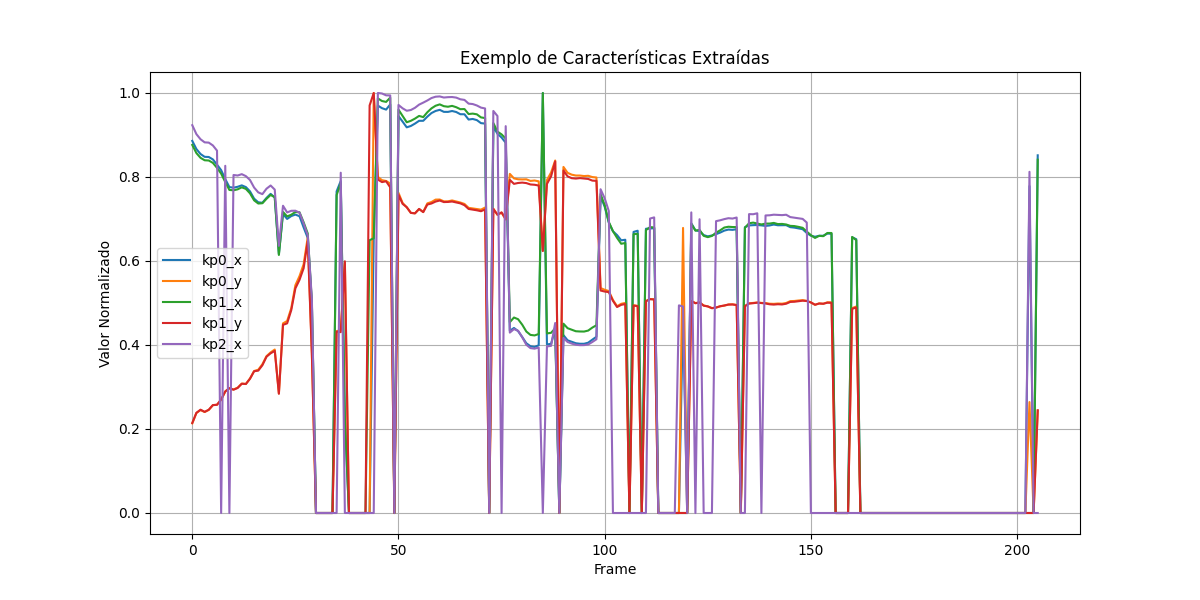 Exemplo de Características Extraídas
Valor Normalizado
1.0
0.8
0.6
0.4
0.2
0.0
kp0_x
kp0_y
kp1_x
kp1_y
kp2_x
0 50 100 150 200
Frame